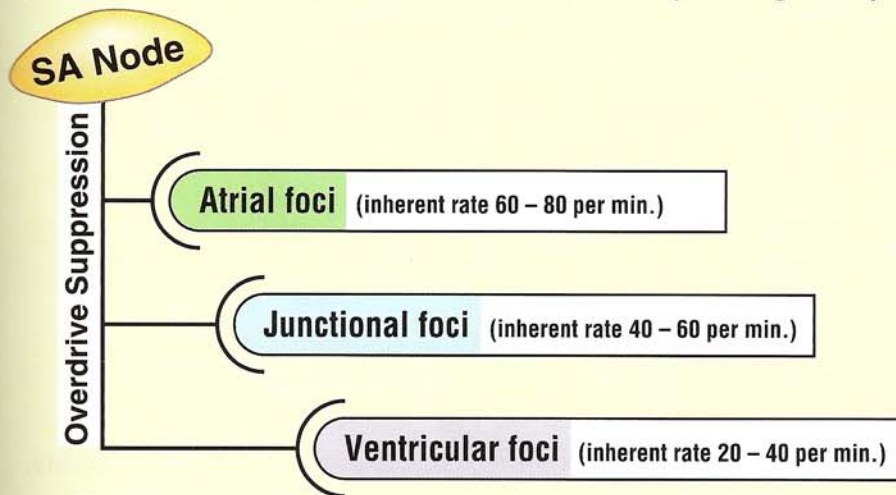 SA Node
Overdrive Suppression
Atrial foci (inherent rate 60 – 80 per min.)
Junctional foci (inherent rate 40 – 60 per min.)
Ventricular foci (inherent rate 20 – 40 per min.)